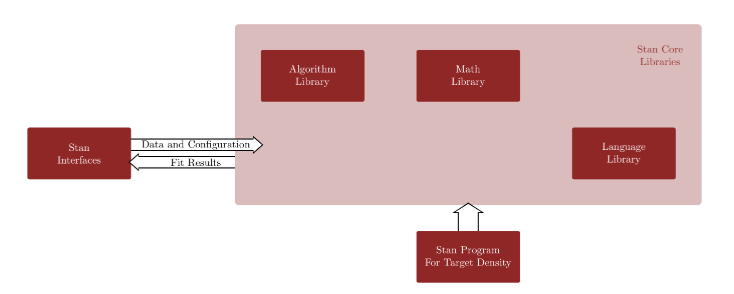 Stan Core
Libraries
Algorithm
Library
Math
Library
Stan
Interfaces
Data and Configuration
Fit Results
Language
Library
Stan Program
For Target Density